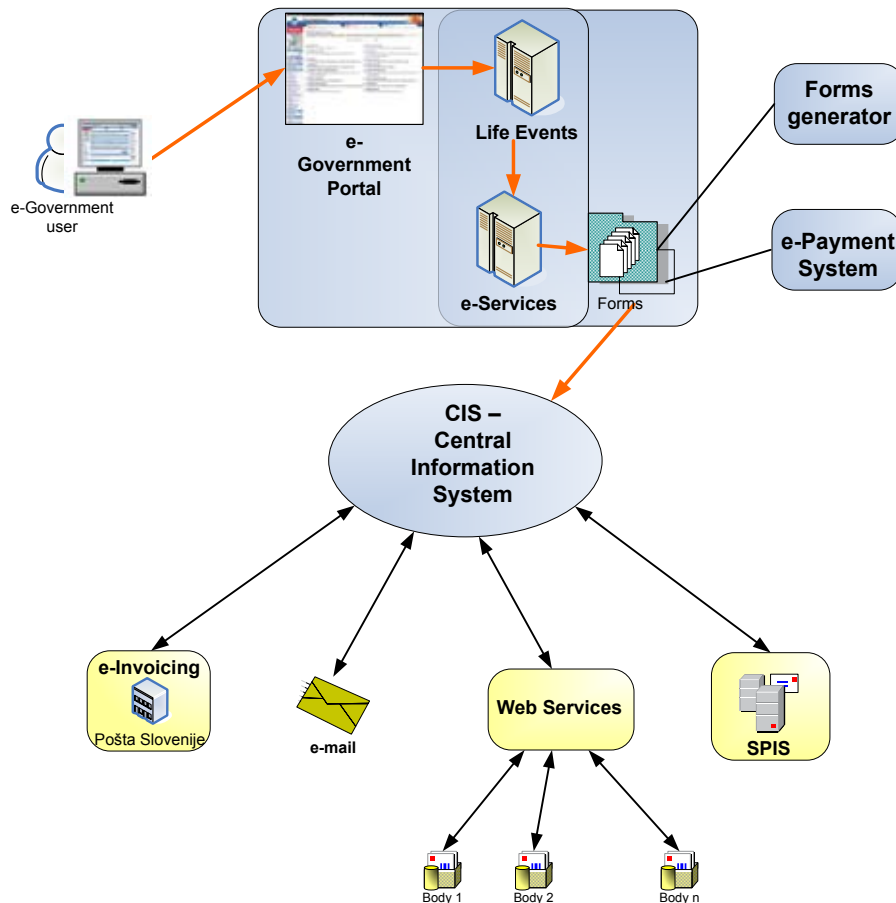 e-Government
user
e-
Government
Portal
Life Events
e-Services
Forms
Forms
generator
e-Payment
System
CIS –
Central
Information
System
e-Invoicing
Pošta Slovenije
e-mail
Web Services
SPIS
Body 1
Body 2
Body n